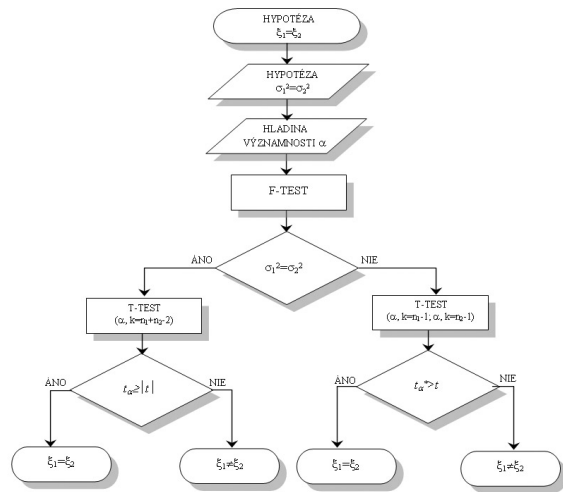 HYPOTÉZA
ξ₁=ξ₂
HYPOTÉZA
σ₁²=σ₂²
HLADINA
VÝZNAMNOSTI α
F-TEST
ÁNO
σ₁²=σ₂²
NIE
T-TEST
(α, k=n₁+n₂-2)
T-TEST
(α, k=n₁-1; α, k=n₂-1)
ÁNO
tα≥|t|
NIE
ÁNO
tα*>t
NIE
ξ₁=ξ₂
ξ₁≠ξ₂
ξ₁=ξ₂
ξ₁≠ξ₂